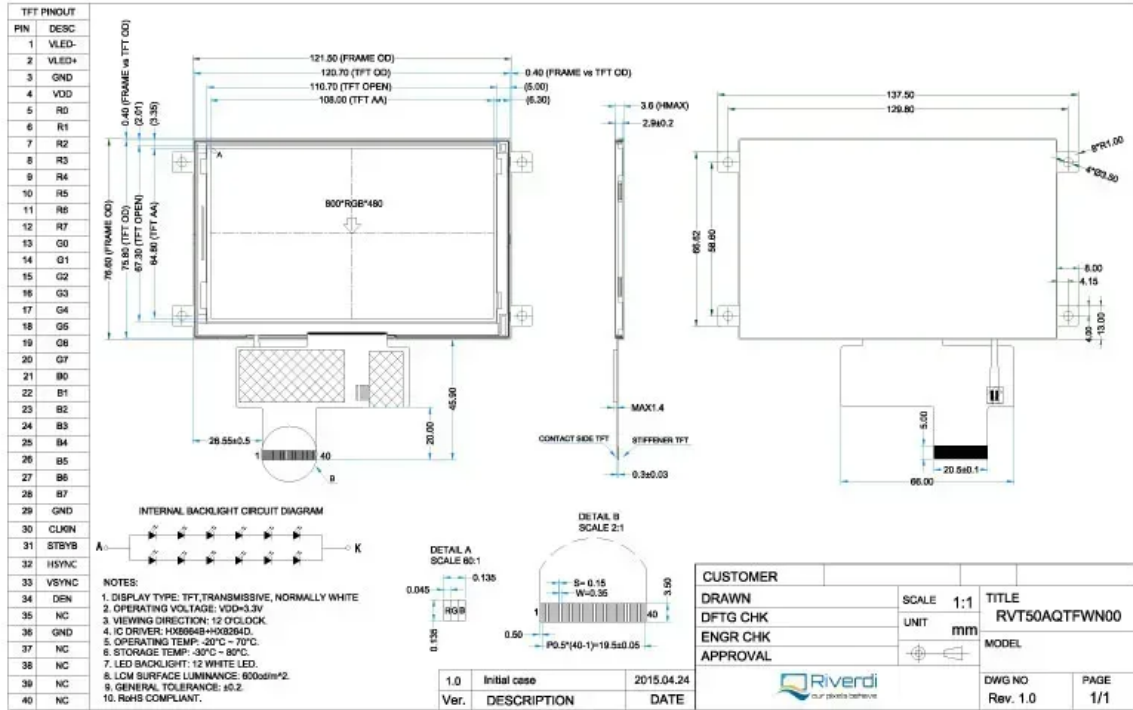 TFT PINOUT
PIN DESC
1 VLED-
2 VLED+
3 GND
4 VDD
5 R0
6 R1
7 R2
8 R3
9 R4
10 R5
11 R6
12 R7
13 G0
14 G1
15 G2
16 G3
17 G4
18 G5
19 G6
20 G7
21 B0
22 B1
23 B2
24 B3
25 B4
26 B5
27 B6
28 B7
29 GND
30 CLKIN
31 STBYB
32 HSYNC
33 VSYNC
34 DEN
35 NC
36 GND
37 NC
38 NC
39 NC
40 NC
121.50 (FRAME OD)
120.70 (TFT OD)
0.40 (FRAME vs TFT OD)
110.70 (TFT OPEN)
(5.00)
108.00 (TFT AA)
(6.30)
0.40 (FRAME vs TFT OD)
(2.01)
(3.35)
76.60 (FRAME OD)
75.80 (TFT OD)
67.30 (TFT OPEN)
64.80 (TFT AA)
A
800*RGB*480
45.90
20.00
26.55±0.5
1
40
B
3.6 (HMAX)
2.9±0.2
MAX1.4
CONTACT SIDE TFT
STIFFENER TFT
0.3±0.03
137.50
129.80
8*R1.00
4*Ø3.50
66.62
58.60
8.00
4.15
4.00
13.00
5.00
20.5±0.1
66.00
INTERNAL BACKLIGHT CIRCUIT DIAGRAM
A
K
NOTES:
1. DISPLAY TYPE: TFT,TRANSMISSIVE, NORMALLY WHITE
2. OPERATING VOLTAGE: VDD=3.3V
3. VIEWING DIRECTION: 12 O'CLOCK.
4. IC DRIVER: HX8664B+HX8264D.
5. OPERATING TEMP: -20°C ~ 70°C.
6. STORAGE TEMP: -30°C ~ 80°C.
7. LED BACKLIGHT: 12 WHITE LED.
8. LCM SURFACE LUMINANCE: 600cd/m^2.
9. GENERAL TOLERANCE: ±0.2.
10. RoHS COMPLIANT.
DETAIL A
SCALE 60:1
0.135
0.045
RGB
0.135
DETAIL B
SCALE 2:1
S= 0.15
W=0.35
3.50
1
40
0.50
P0.5*(40-1)=19.5±0.05
1.0 Initial case 2015.04.24
Ver. DESCRIPTION DATE
CUSTOMER
DRAWN
DFTG CHK
ENGR CHK
APPROVAL
SCALE 1:1
UNIT mm
TITLE
RVT50AQTFWN00
MODEL
Riverdi
our pixels behave
DWG NO
Rev. 1.0
PAGE
1/1